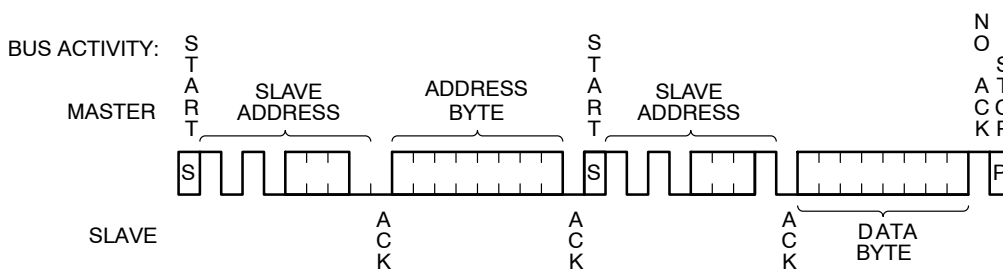 BUS ACTIVITY:
MASTER
START
SLAVE
ADDRESS
ADDRESS
BYTE
START
SLAVE
ADDRESS
NO ACK
STOP
S
S
P
SLAVE
ACK
ACK
ACK
DATA
BYTE